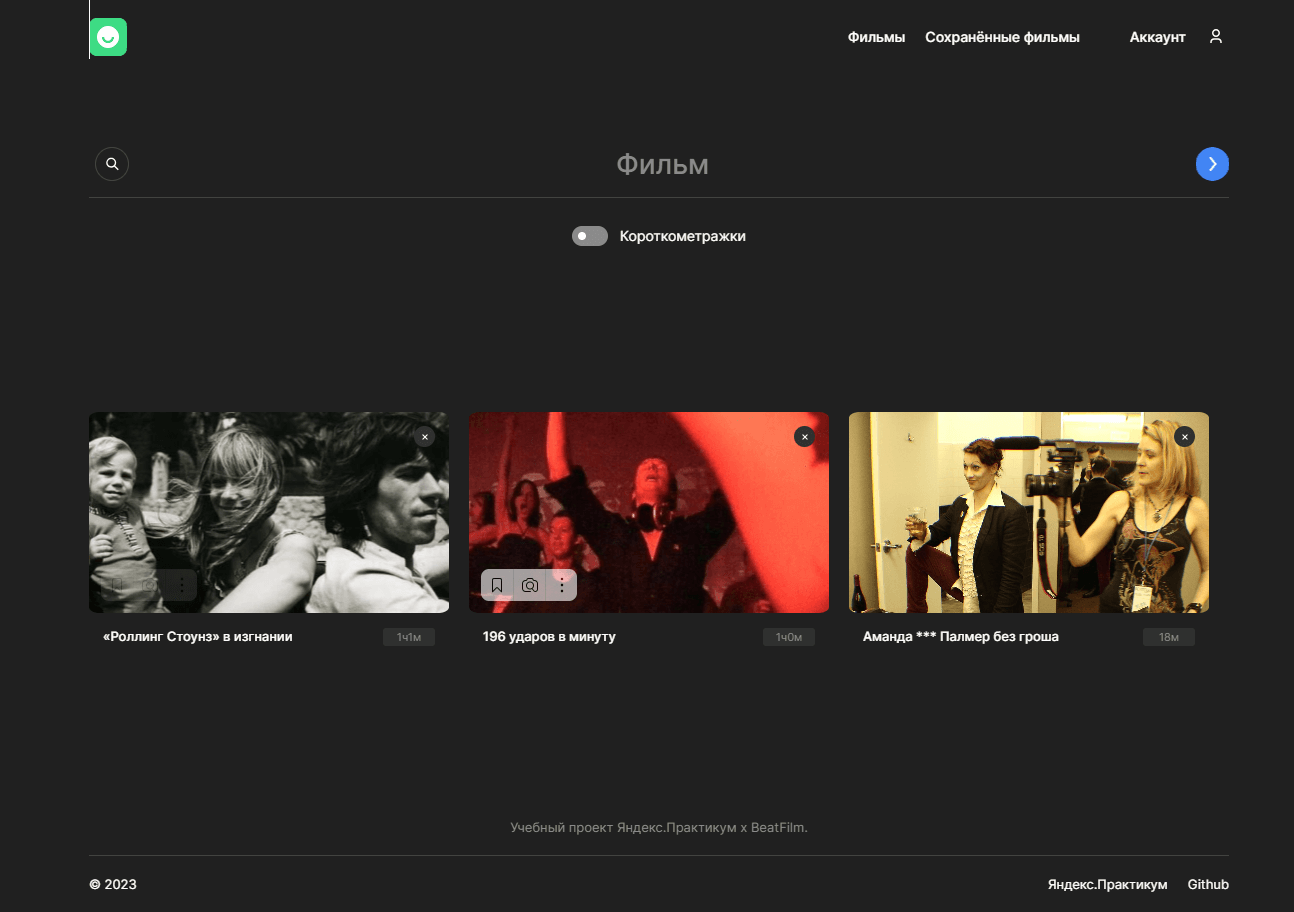 Фильмы Сохранённые фильмы Аккаунт
Фильм
Короткометражки
«Роллинг Стоунз» в изгнании 1ч1м
196 ударов в минуту 1ч0м
Аманда *** Палмер без гроша 18м
Учебный проект Яндекс.Практикум х BeatFilm.
© 2023 Яндекс.Практикум Github